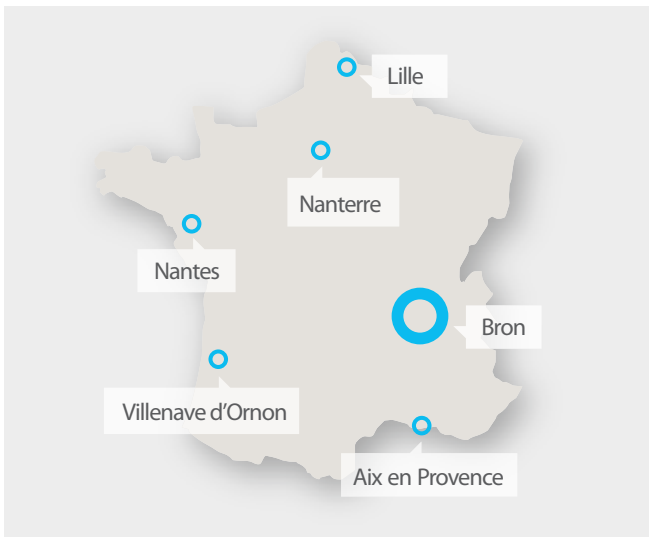 Lille
Nanterre
Nantes
Bron
Villenave d'Ornon
Aix en Provence